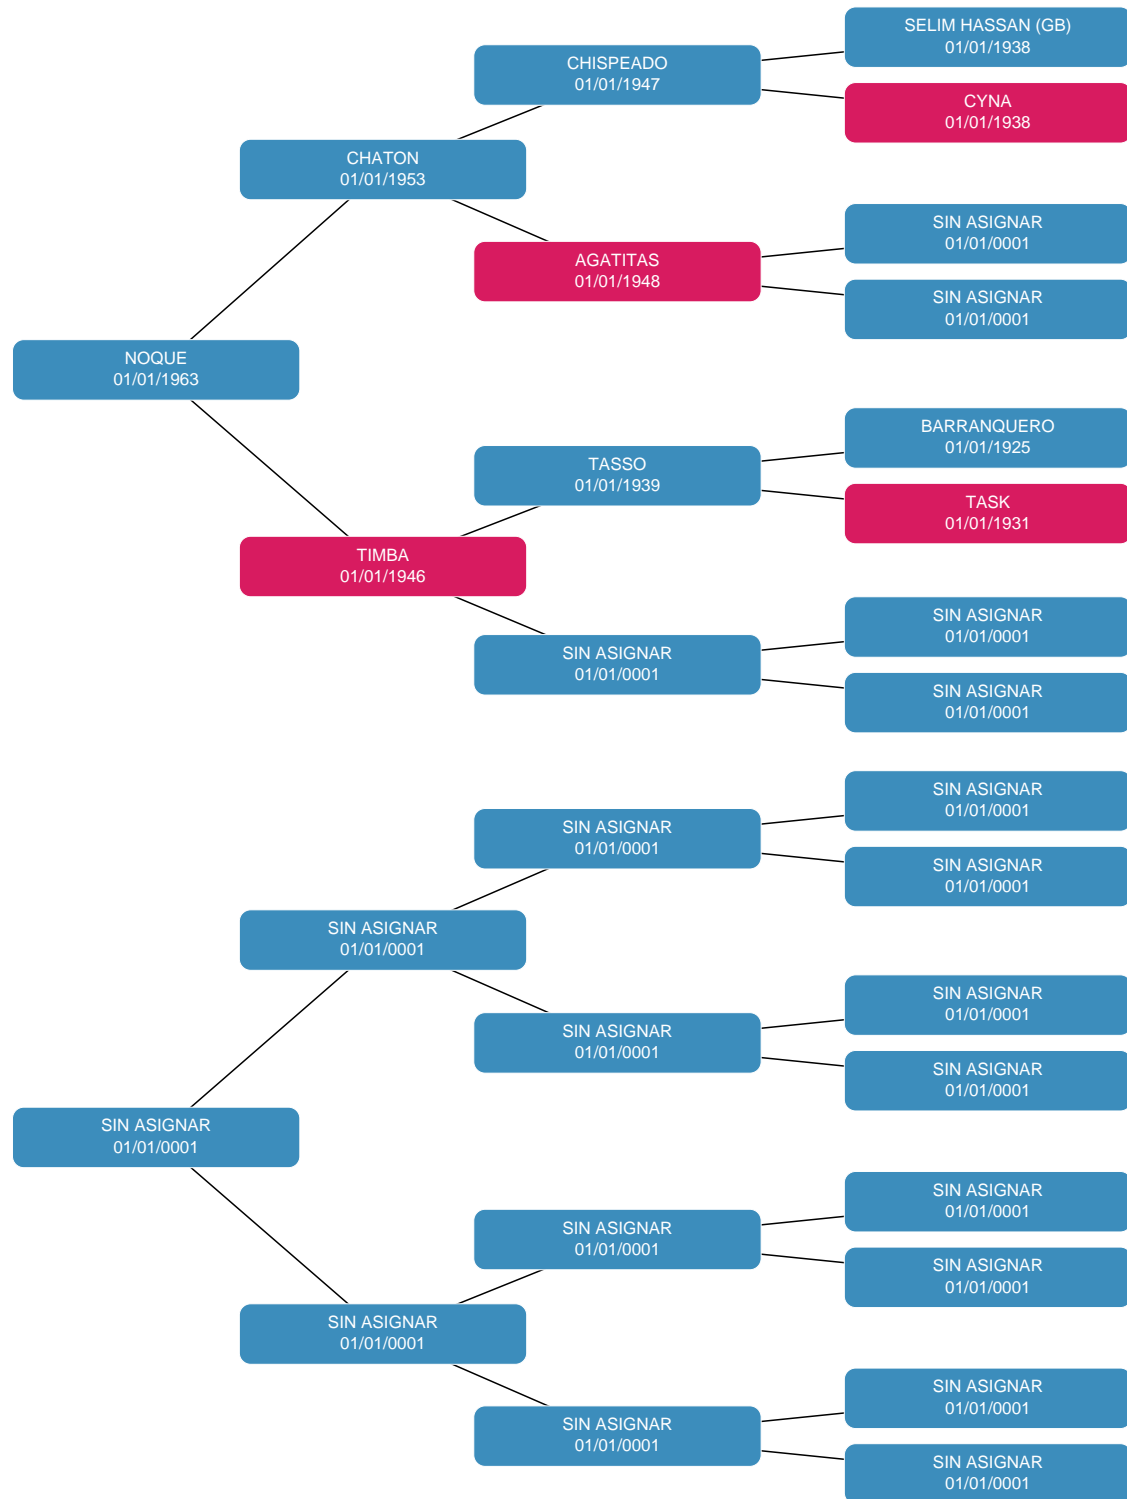 SELIM HASSAN (GB)
01/01/1938
CHISPEADO
01/01/1947
CYNA
01/01/1938
CHATON
01/01/1953
SIN ASIGNAR
01/01/0001
AGATITAS
01/01/1948
SIN ASIGNAR
01/01/0001
NOQUE
01/01/1963
BARRANQUERO
01/01/1925
TASSO
01/01/1939
TASK
01/01/1931
TIMBA
01/01/1946
SIN ASIGNAR
01/01/0001
SIN ASIGNAR
01/01/0001
SIN ASIGNAR
01/01/0001
SIN ASIGNAR
01/01/0001
SIN ASIGNAR
01/01/0001
SIN ASIGNAR
01/01/0001
SIN ASIGNAR
01/01/0001
SIN ASIGNAR
01/01/0001
SIN ASIGNAR
01/01/0001
SIN ASIGNAR
01/01/0001
SIN ASIGNAR
01/01/0001
SIN ASIGNAR
01/01/0001
SIN ASIGNAR
01/01/0001
SIN ASIGNAR
01/01/0001
SIN ASIGNAR
01/01/0001
SIN ASIGNAR
01/01/0001
SIN ASIGNAR
01/01/0001
SIN ASIGNAR
01/01/0001